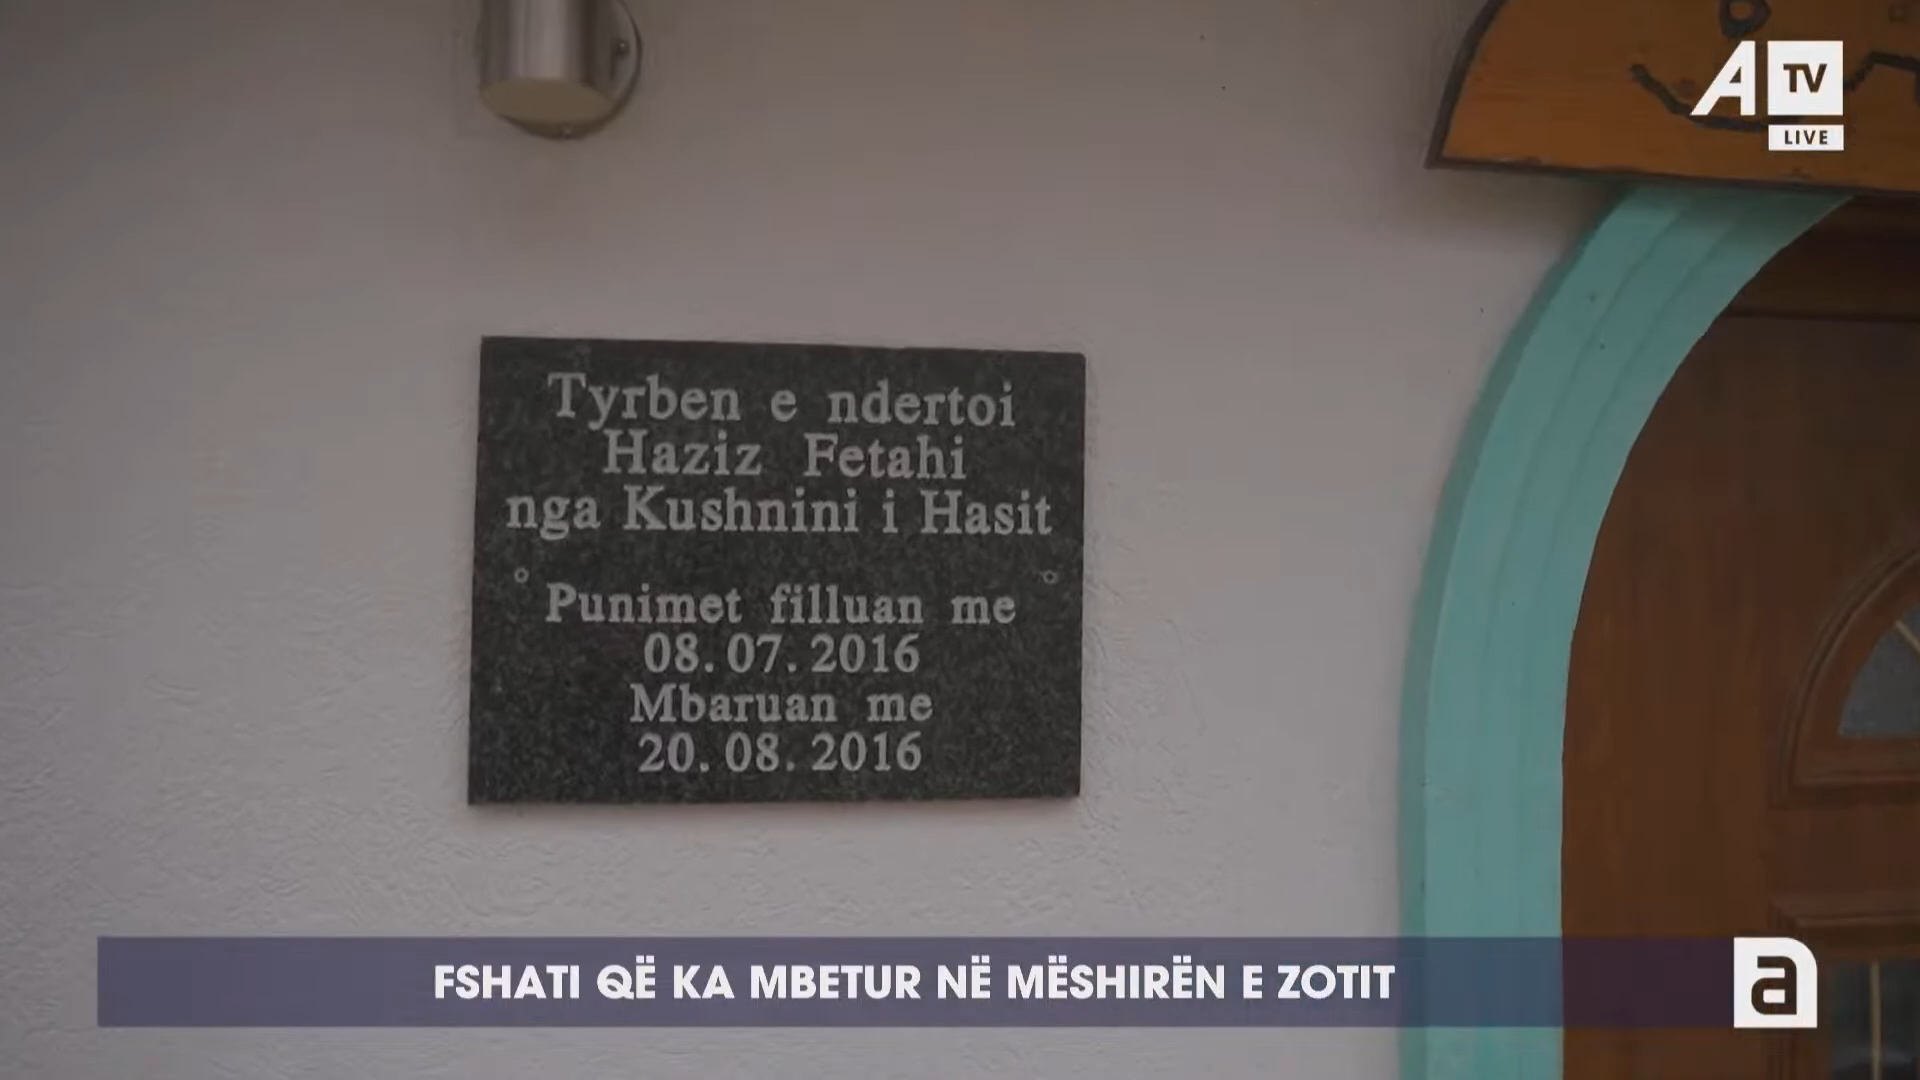 A TV
LIVE
Tyrben e ndertoi
Haziz Fetahi
nga Kushnini i Hasit
Punimet filluan me
08.07.2016
Mbaruan me
20.08.2016
FSHATI QË KA MBETUR NË MËSHIRËN E ZOTIT
a